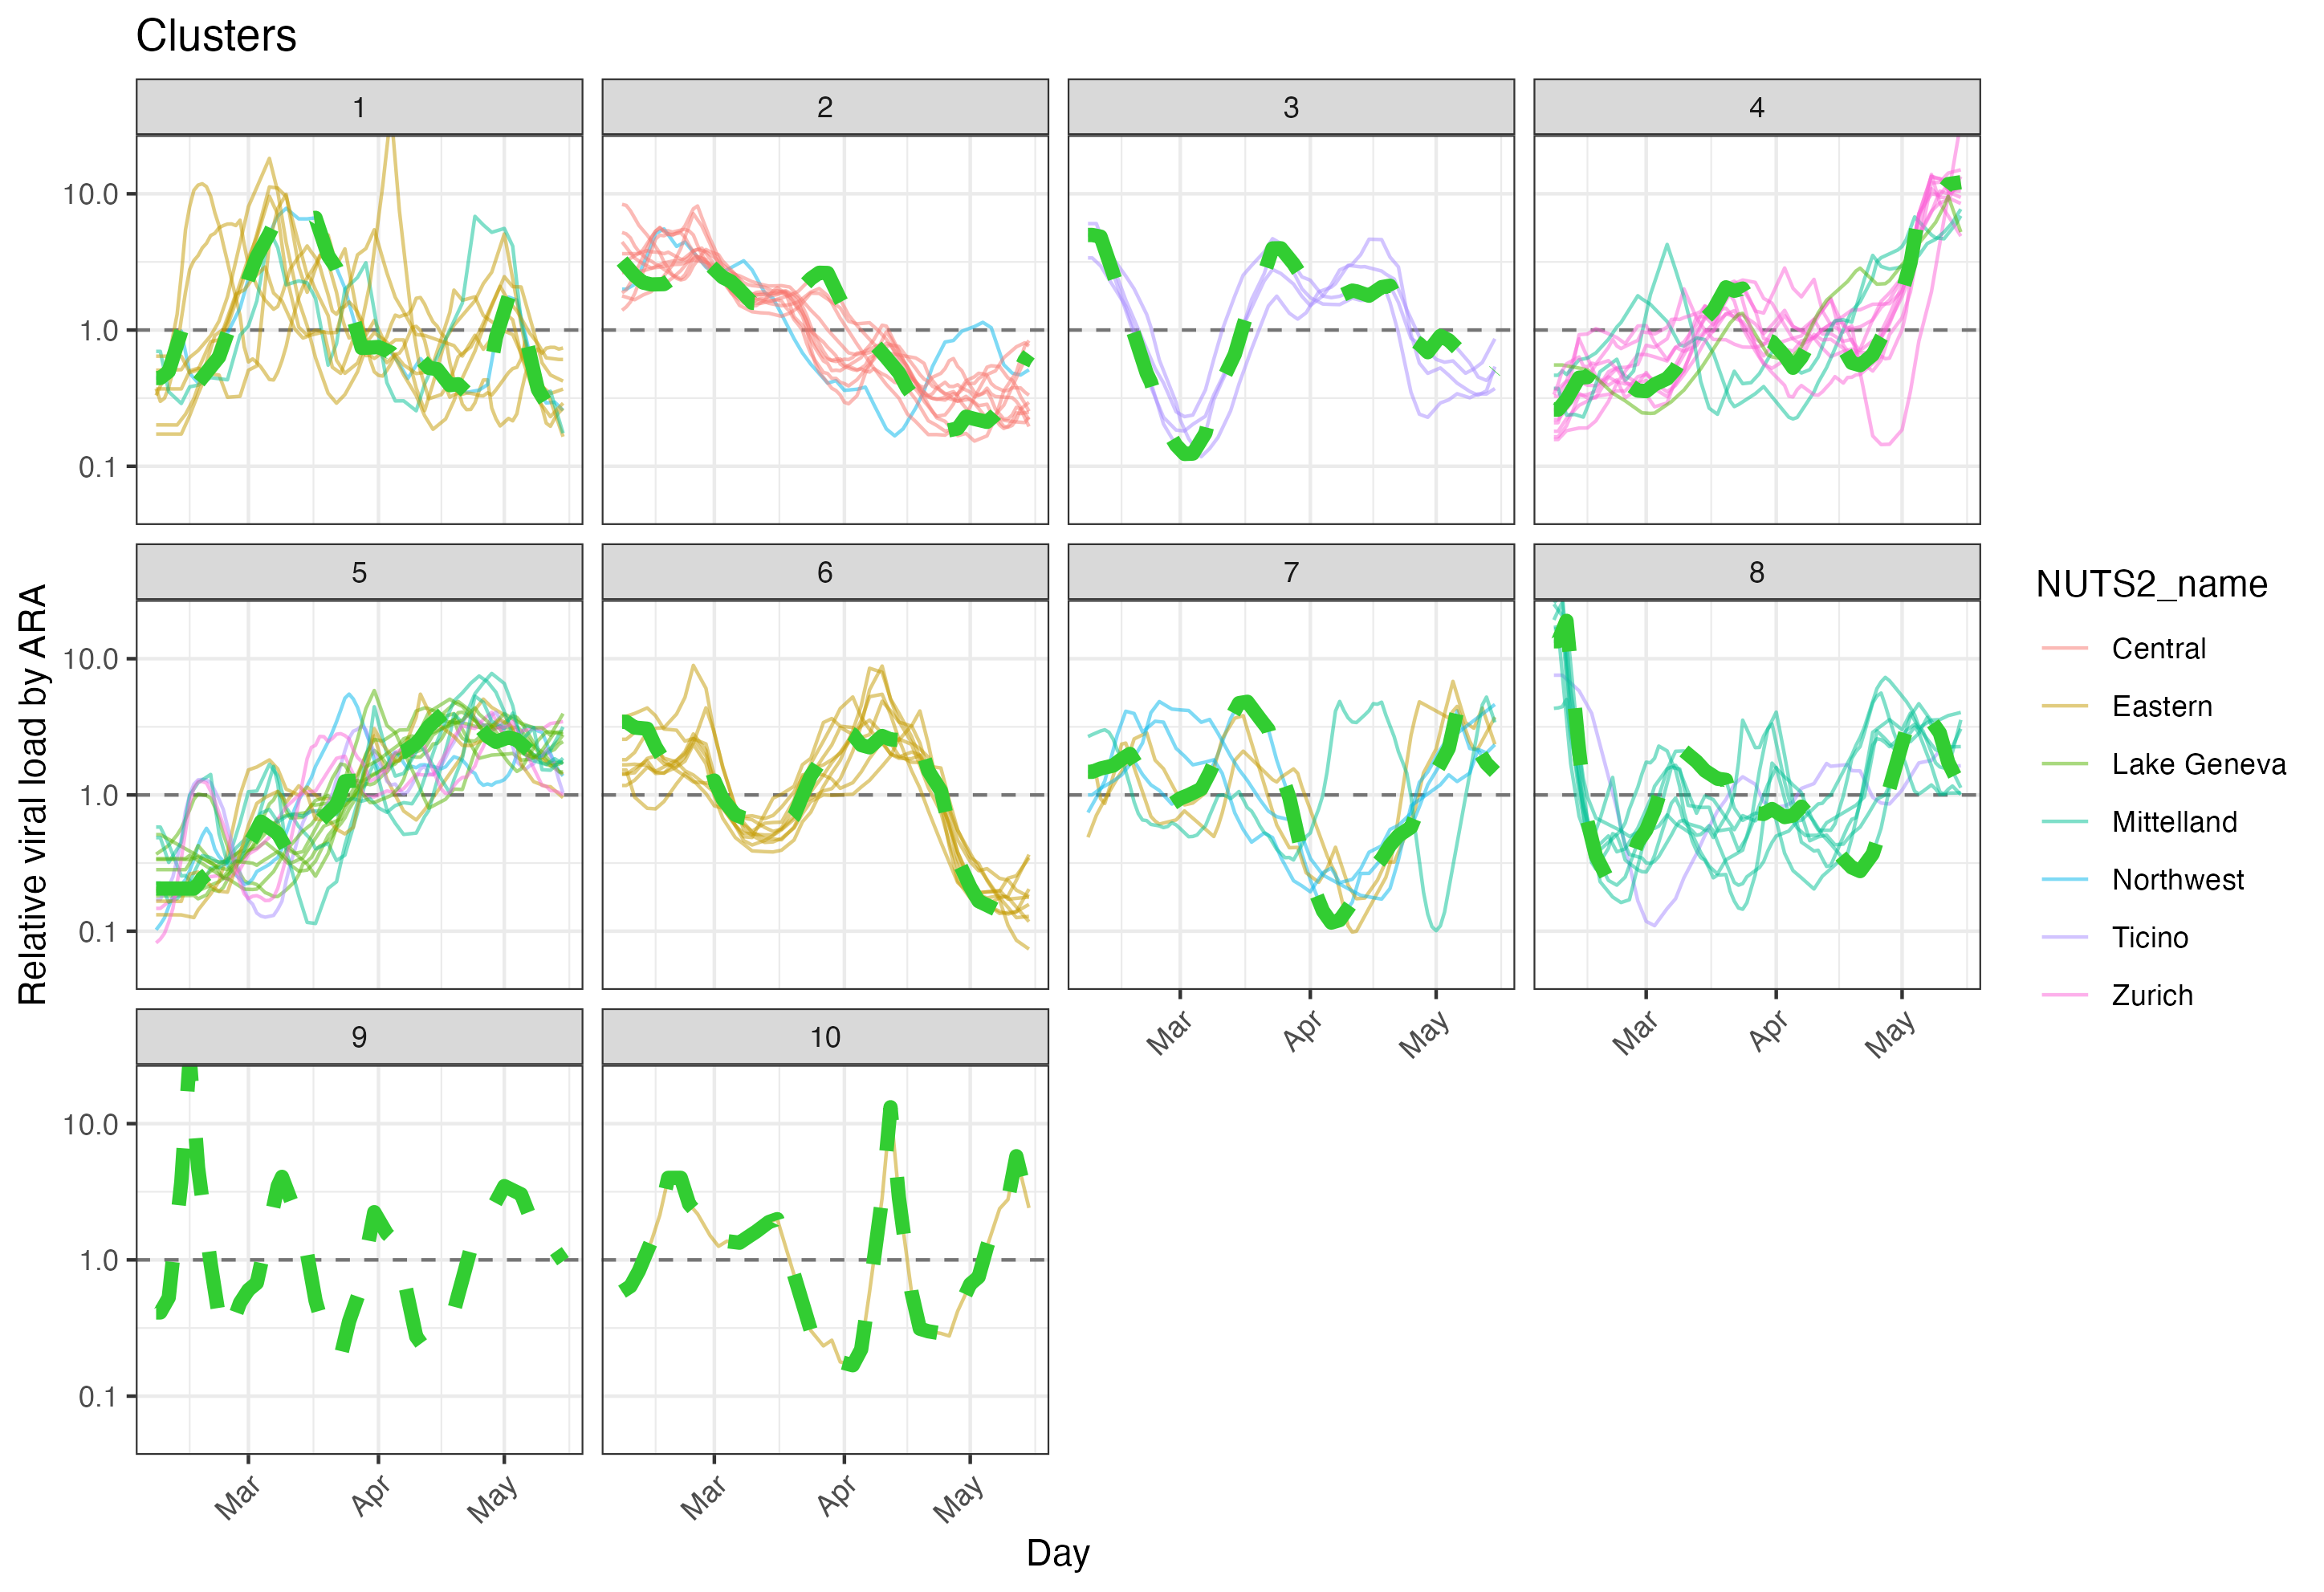 Clusters
1
2
3
4
10.0
1.0
0.1
5
6
7
8
10.0
1.0
0.1
Mar
Apr
May
Mar
Apr
May
9
10
10.0
1.0
0.1
Mar
Apr
May
Mar
Apr
May
Day
Relative viral load by ARA
NUTS2_name
Central
Eastern
Lake Geneva
Mittelland
Northwest
Ticino
Zurich